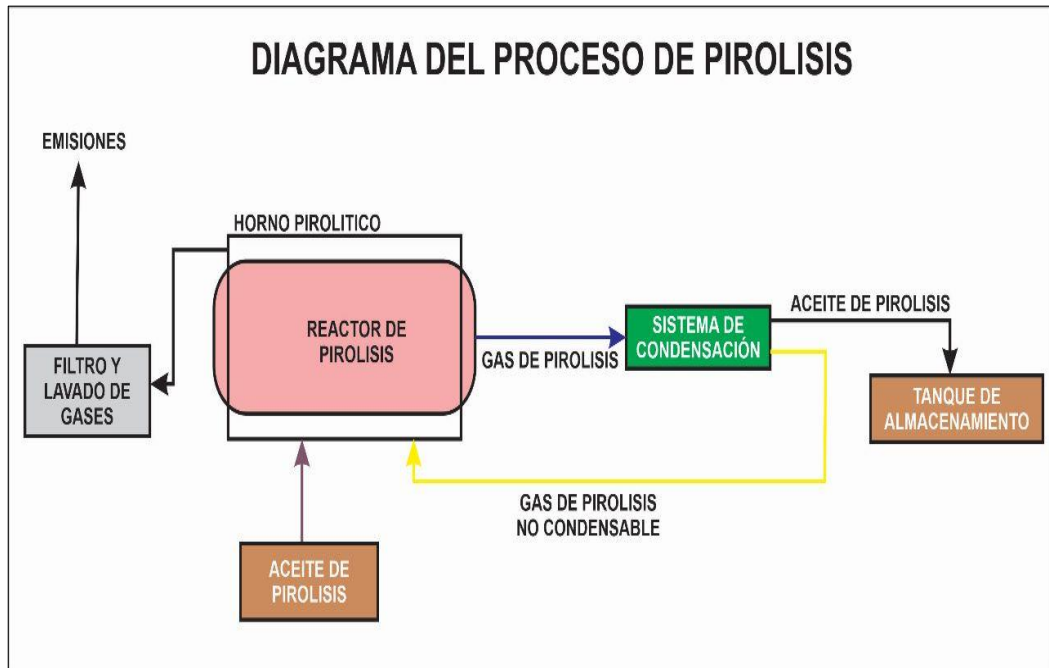 DIAGRAMA DEL PROCESO DE PIROLISIS
EMISIONES
HORNO PIROLITICO
REACTOR DE
PIROLISIS
GAS DE PIROLISIS
SISTEMA DE
CONDENSACIÓN
ACEITE DE PIROLISIS
FILTRO Y
LAVADO DE
GASES
TANQUE DE
ALMACENAMIENTO
GAS DE PIROLISIS
NO CONDENSABLE
ACEITE DE
PIROLISIS